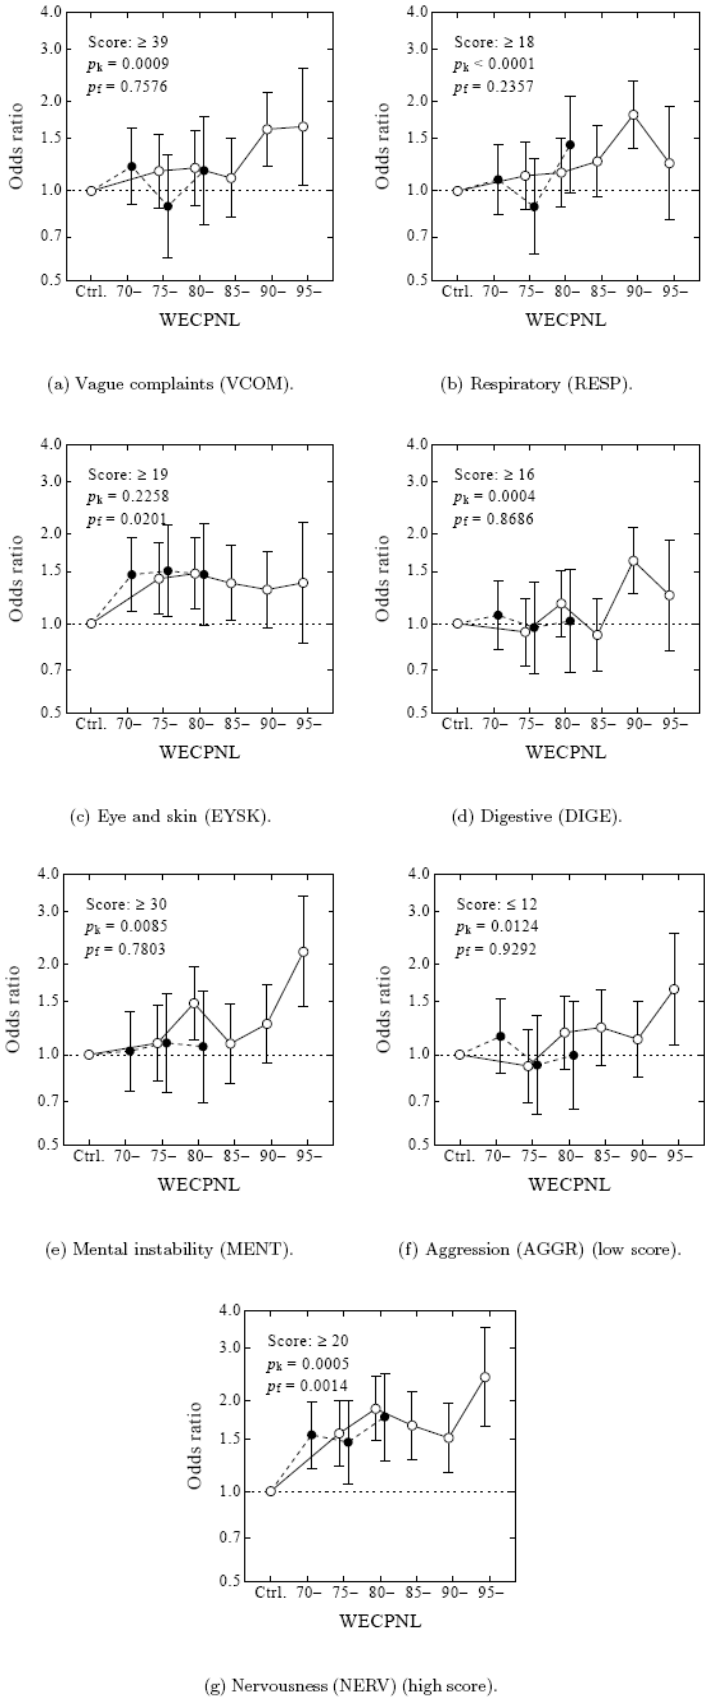 4.0
3.0
2.0
1.5
1.0
0.7
0.5
Odds ratio
Score: ≥ 39
pk = 0.0009
pf = 0.7576
Ctrl. 70– 75– 80– 85– 90– 95–
WECPNL
(a) Vague complaints (VCOM).
4.0
3.0
2.0
1.5
1.0
0.7
0.5
Odds ratio
Score: ≥ 18
pk < 0.0001
pf = 0.2357
Ctrl. 70– 75– 80– 85– 90– 95–
WECPNL
(b) Respiratory (RESP).
4.0
3.0
2.0
1.5
1.0
0.7
0.5
Odds ratio
Score: ≥ 19
pk = 0.2258
pf = 0.0201
Ctrl. 70– 75– 80– 85– 90– 95–
WECPNL
(c) Eye and skin (EYSK).
4.0
3.0
2.0
1.5
1.0
0.7
0.5
Odds ratio
Score: ≥ 16
pk = 0.0004
pf = 0.8686
Ctrl. 70– 75– 80– 85– 90– 95–
WECPNL
(d) Digestive (DIGE).
4.0
3.0
2.0
1.5
1.0
0.7
0.5
Odds ratio
Score: ≥ 30
pk = 0.0085
pf = 0.7803
Ctrl. 70– 75– 80– 85– 90– 95–
WECPNL
(e) Mental instability (MENT).
4.0
3.0
2.0
1.5
1.0
0.7
0.5
Odds ratio
Score: ≤ 12
pk = 0.0124
pf = 0.9292
Ctrl. 70– 75– 80– 85– 90– 95–
WECPNL
(f) Aggression (AGGR) (low score).
4.0
3.0
2.0
1.5
1.0
0.7
0.5
Odds ratio
Score: ≥ 20
pk = 0.0005
pf = 0.0014
Ctrl. 70– 75– 80– 85– 90– 95–
WECPNL
(g) Nervousness (NERV) (high score).